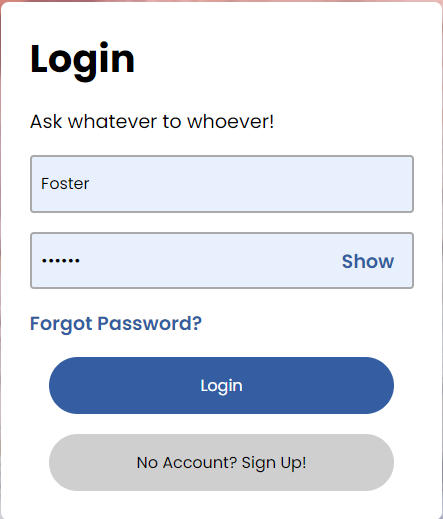 Login
Ask whatever to whoever!
Foster
•••••• Show
Forgot Password?
Login
No Account? Sign Up!